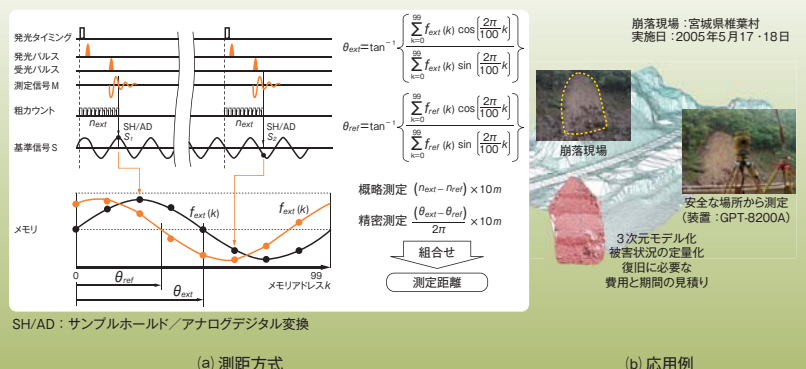 発光タイミング
発光パルス
受光パルス
測定信号M
粗カウント
n_ext
SH/AD
S₁
n_ext
SH/AD
S₂
基準信号S
メモリ
f_ext(k)
f_ext(k)
0
99
メモリアドレスk
θ_ref
θ_ext
θ_ext=tan⁻¹{Σ(k=0→99) f_ext(k) cos{2π/100 k} / Σ(k=0→99) f_ext(k) sin{2π/100 k}}
θ_ref=tan⁻¹{Σ(k=0→99) f_ref(k) cos{2π/100 k} / Σ(k=0→99) f_ref(k) sin{2π/100 k}}
概略測定 (n_ext−n_ref)×10m
精密測定 (θ_ext−θ_ref)/2π ×10m
組合せ
測定距離
SH/AD：サンプルホールド／アナログデジタル変換
(a) 測距方式
崩落現場：宮城県椎葉村
実施日：2005年5月17・18日
崩落現場
安全な場所から測定
（装置：GPT-8200A）
3次元モデル化
被害状況の定量化
復旧に必要な
費用と期間の見積り
(b) 応用例